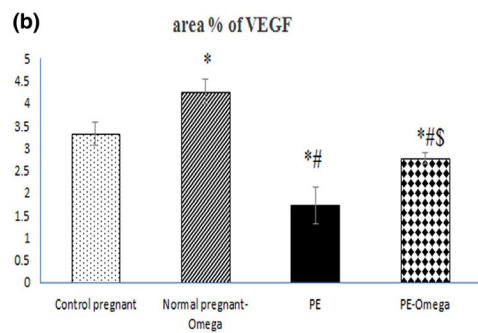 (b)
area % of VEGF
5
4.5
4
3.5
3
2.5
2
1.5
1
0.5
0
*
*#
*#$
Control pregnant
Normal pregnant-
Omega
PE
PE-Omega